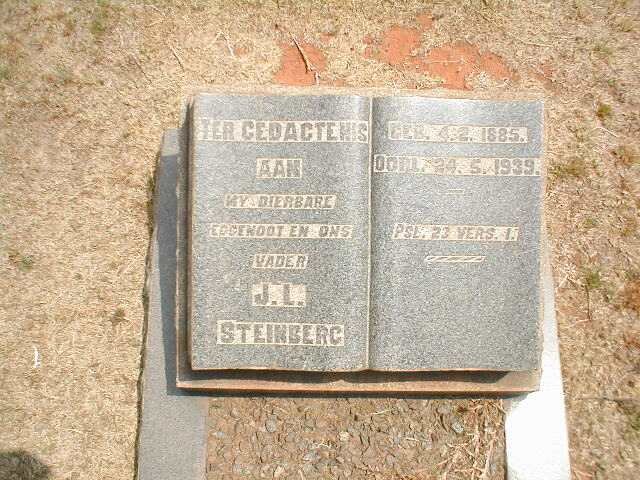 TER GEDACTENIS
AAN
MY DIERBARE
EGGENOOT EN ONS
VADER
J.L.
STEINBERG
GEB. 4.2.1885.
OORL. 24.5.1939.
PSL. 23 VERS. 1.